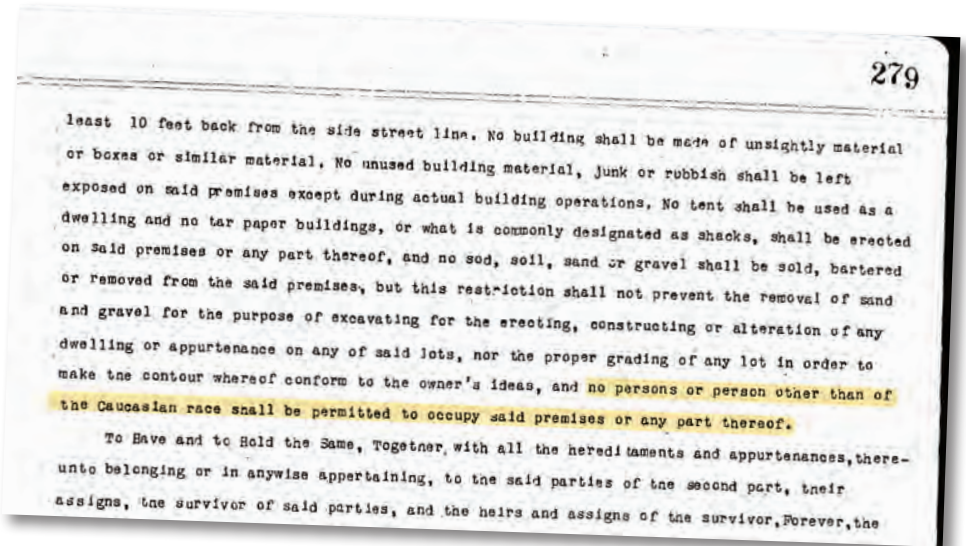 279
least 10 feet back from the side street line. No building shall be made of unsightly material
or boxes or similar material. No unused building material, junk or rubbish shall be left
exposed on said premises except during actual building operations. No tent shall be used as a
dwelling and no tar paper buildings, or what is commonly designated as shacks, shall be erected
on said premises or any part thereof, and no sod, soil, sand or gravel shall be sold, bartered
or removed from the said premises, but this restriction shall not prevent the removal of sand
and gravel for the purpose of excavating for the erecting, constructing or alteration of any
dwelling or appurtenance on any of said lots, nor the proper grading of any lot in order to
make the contour whereof conform to the owner's ideas, and no persons or person other than of
the Caucasian race shall be permitted to occupy said premises or any part thereof.
To Have and to Hold the Same, Together, with all the hereditaments and appurtenances,there-
unto belonging or in anywise appertaining, to the said parties of the second part, their
assigns, the survivor of said parties, and the heirs and assigns of the survivor,Forever,the